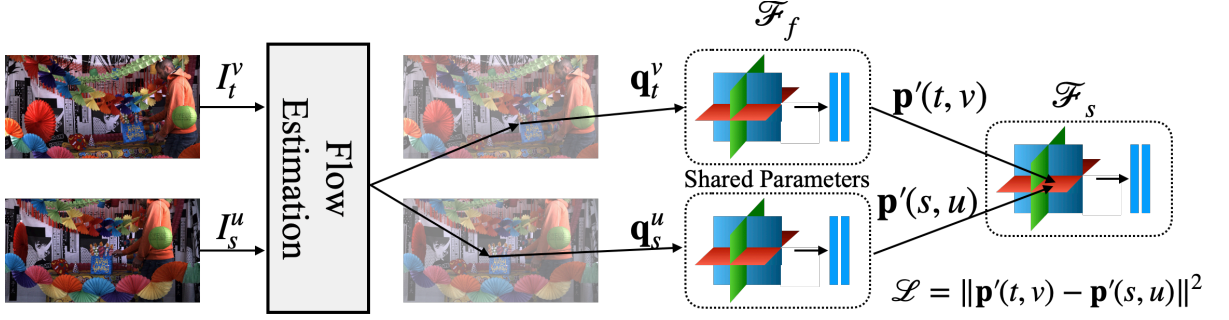 ℱ_f
I_t^v
𝐪_t^v
𝐩′(t, v)
ℱ_s
Flow
Estimation
Shared Parameters
I_s^u
𝐪_s^u
𝐩′(s, u)
ℒ = ‖𝐩′(t, v) − 𝐩′(s, u)‖²